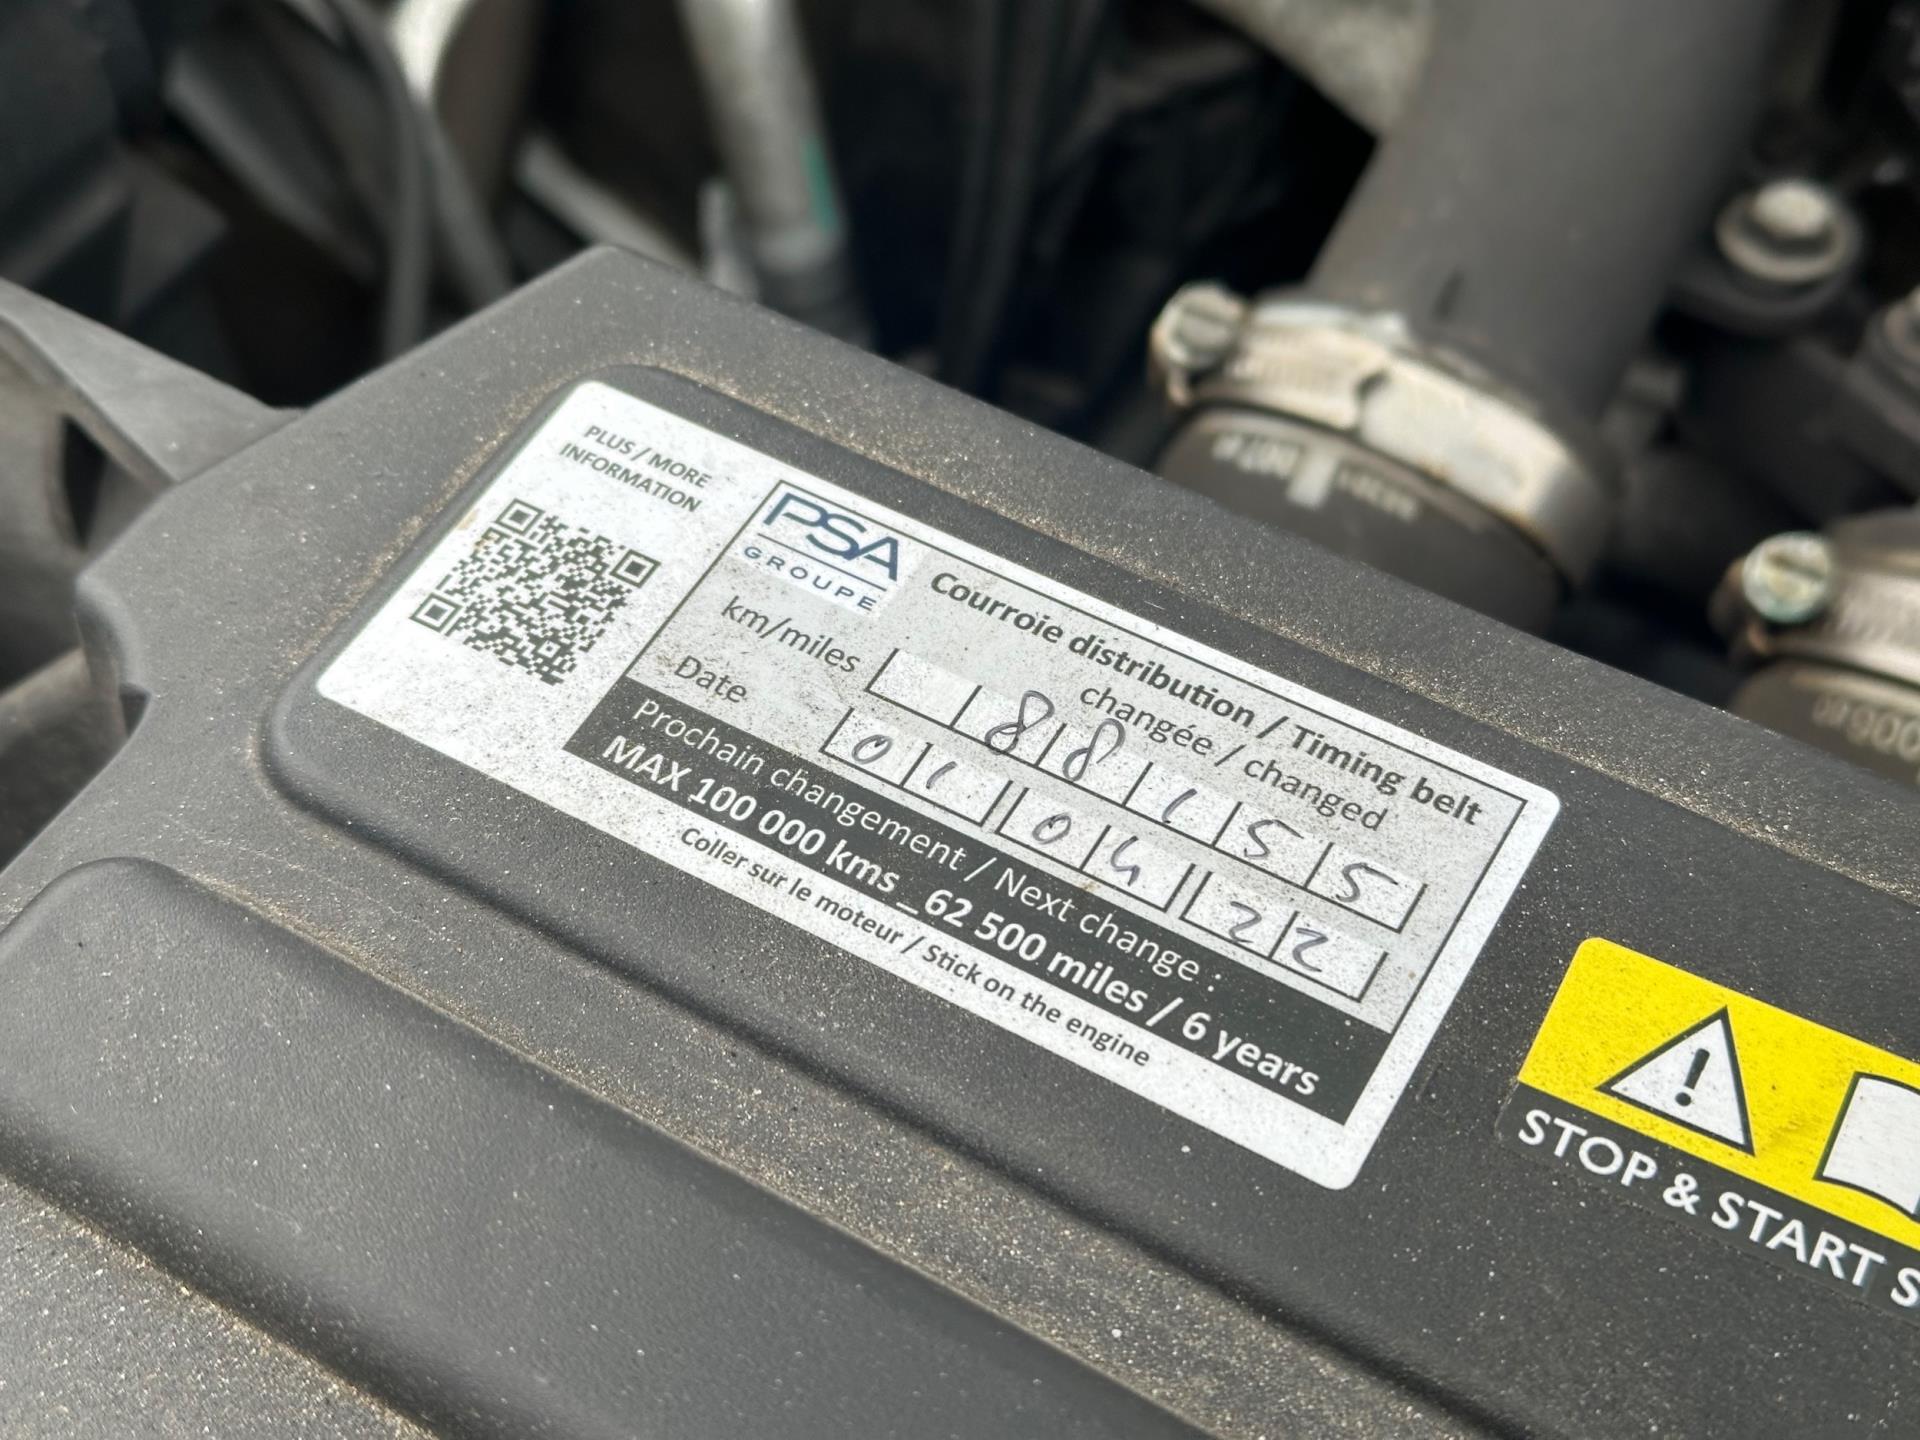 PLUS / MORE
INFORMATION
PSA
GROUPE
Courroie distribution / Timing belt
changée / changed
km/miles 88155
Date 01 04 22
Prochain changement / Next change :
MAX 100 000 kms _ 62 500 miles / 6 years
Coller sur le moteur / Stick on the engine
STOP & START S